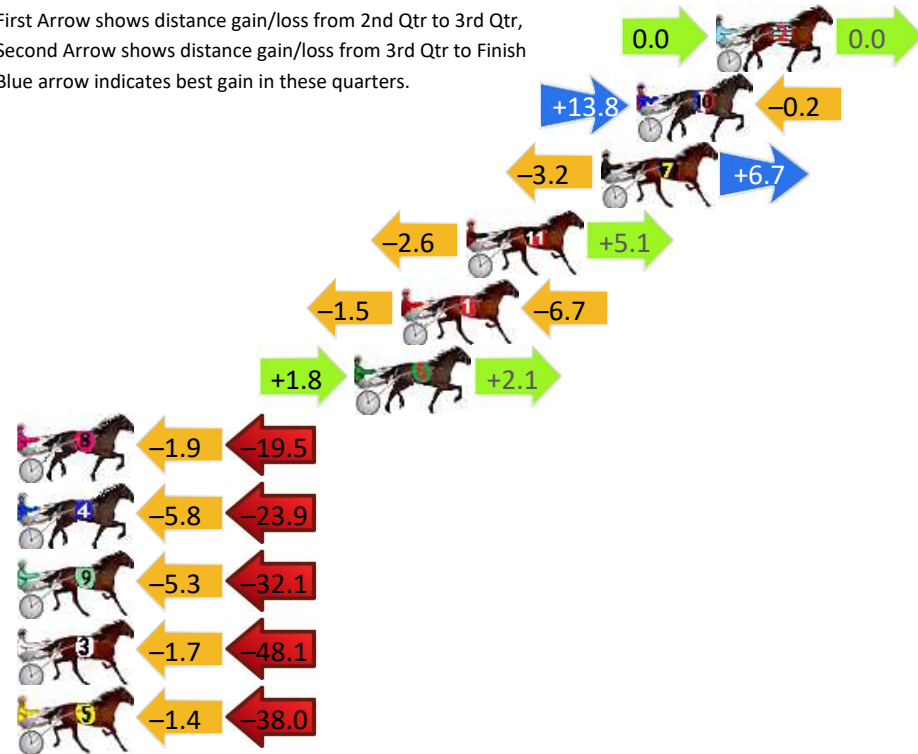 First Arrow shows distance gain/loss from 2nd Qtr to 3rd Qtr,
Second Arrow shows distance gain/loss from 3rd Qtr to Finish
Blue arrow indicates best gain in these quarters.
0.0 2 0.0
+13.8 10 –0.2
–3.2 7 +6.7
–2.6 11 +5.1
–1.5 1 –6.7
+1.8 +2.1
8 –1.9 –19.5
4 –5.8 –23.9
9 –5.3 –32.1
3 –1.7 –48.1
5 –1.4 –38.0